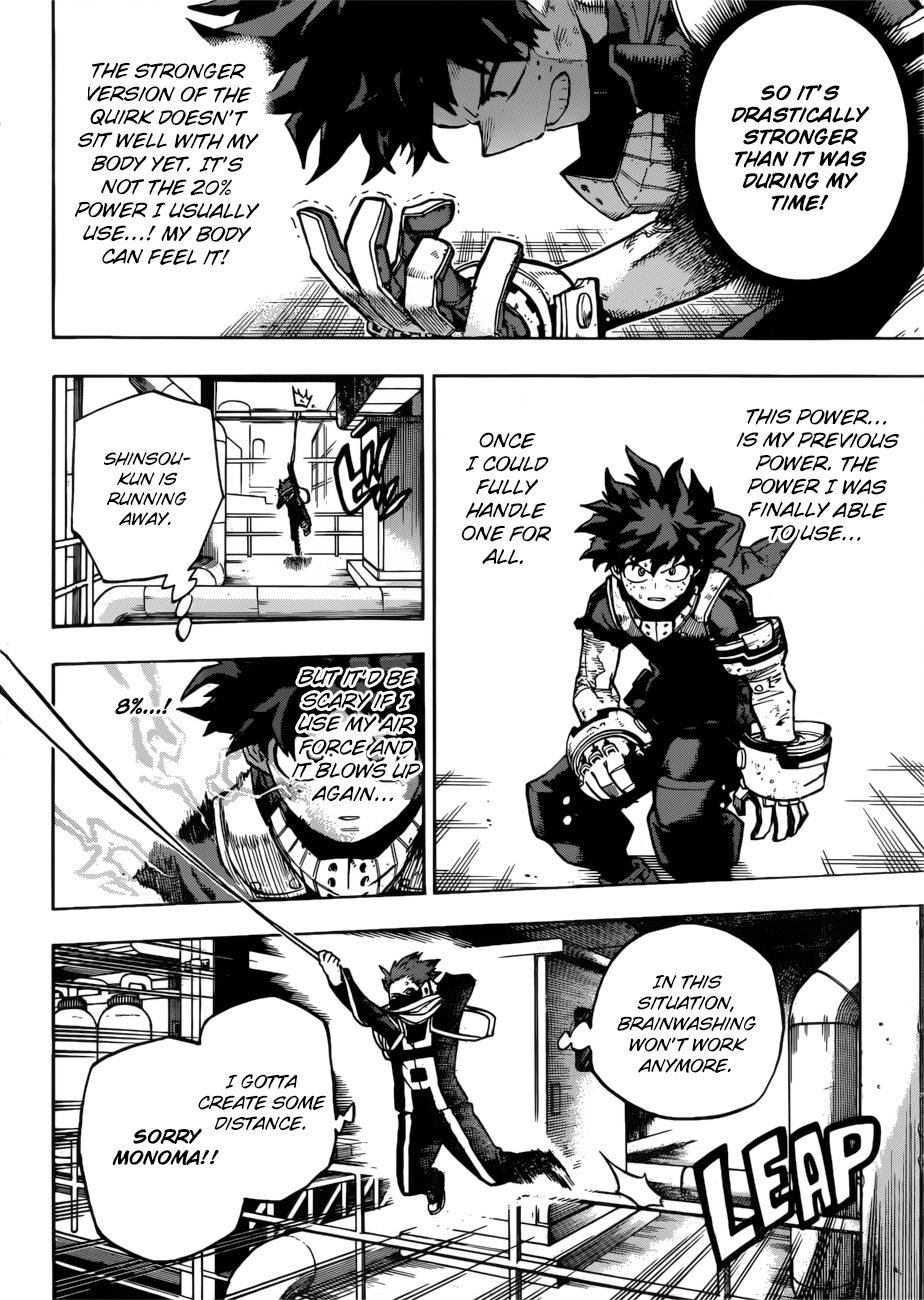 SO IT'S
DRASTICALLY
STRONGER
THAN IT WAS
DURING MY
TIME!
THE STRONGER
VERSION OF THE
QUIRK DOESN'T
SIT WELL WITH MY
BODY YET. IT'S
NOT THE 20%
POWER I USUALLY
USE...! MY BODY
CAN FEEL IT!
THIS POWER...
IS MY PREVIOUS
POWER. THE
POWER I WAS
FINALLY ABLE
TO USE...
ONCE
I COULD
FULLY
HANDLE
ONE FOR
ALL.
SHINSOU-
KUN IS
RUNNING
AWAY.
BUT IT'D BE
SCARY IF I
USE MY AIR
FORCE AND
IT BLOWS UP
AGAIN...
8%...!
IN THIS
SITUATION,
BRAINWASHING
WON'T WORK
ANYMORE.
I GOTTA
CREATE SOME
DISTANCE.
SORRY
MONOMA!!
LEAP